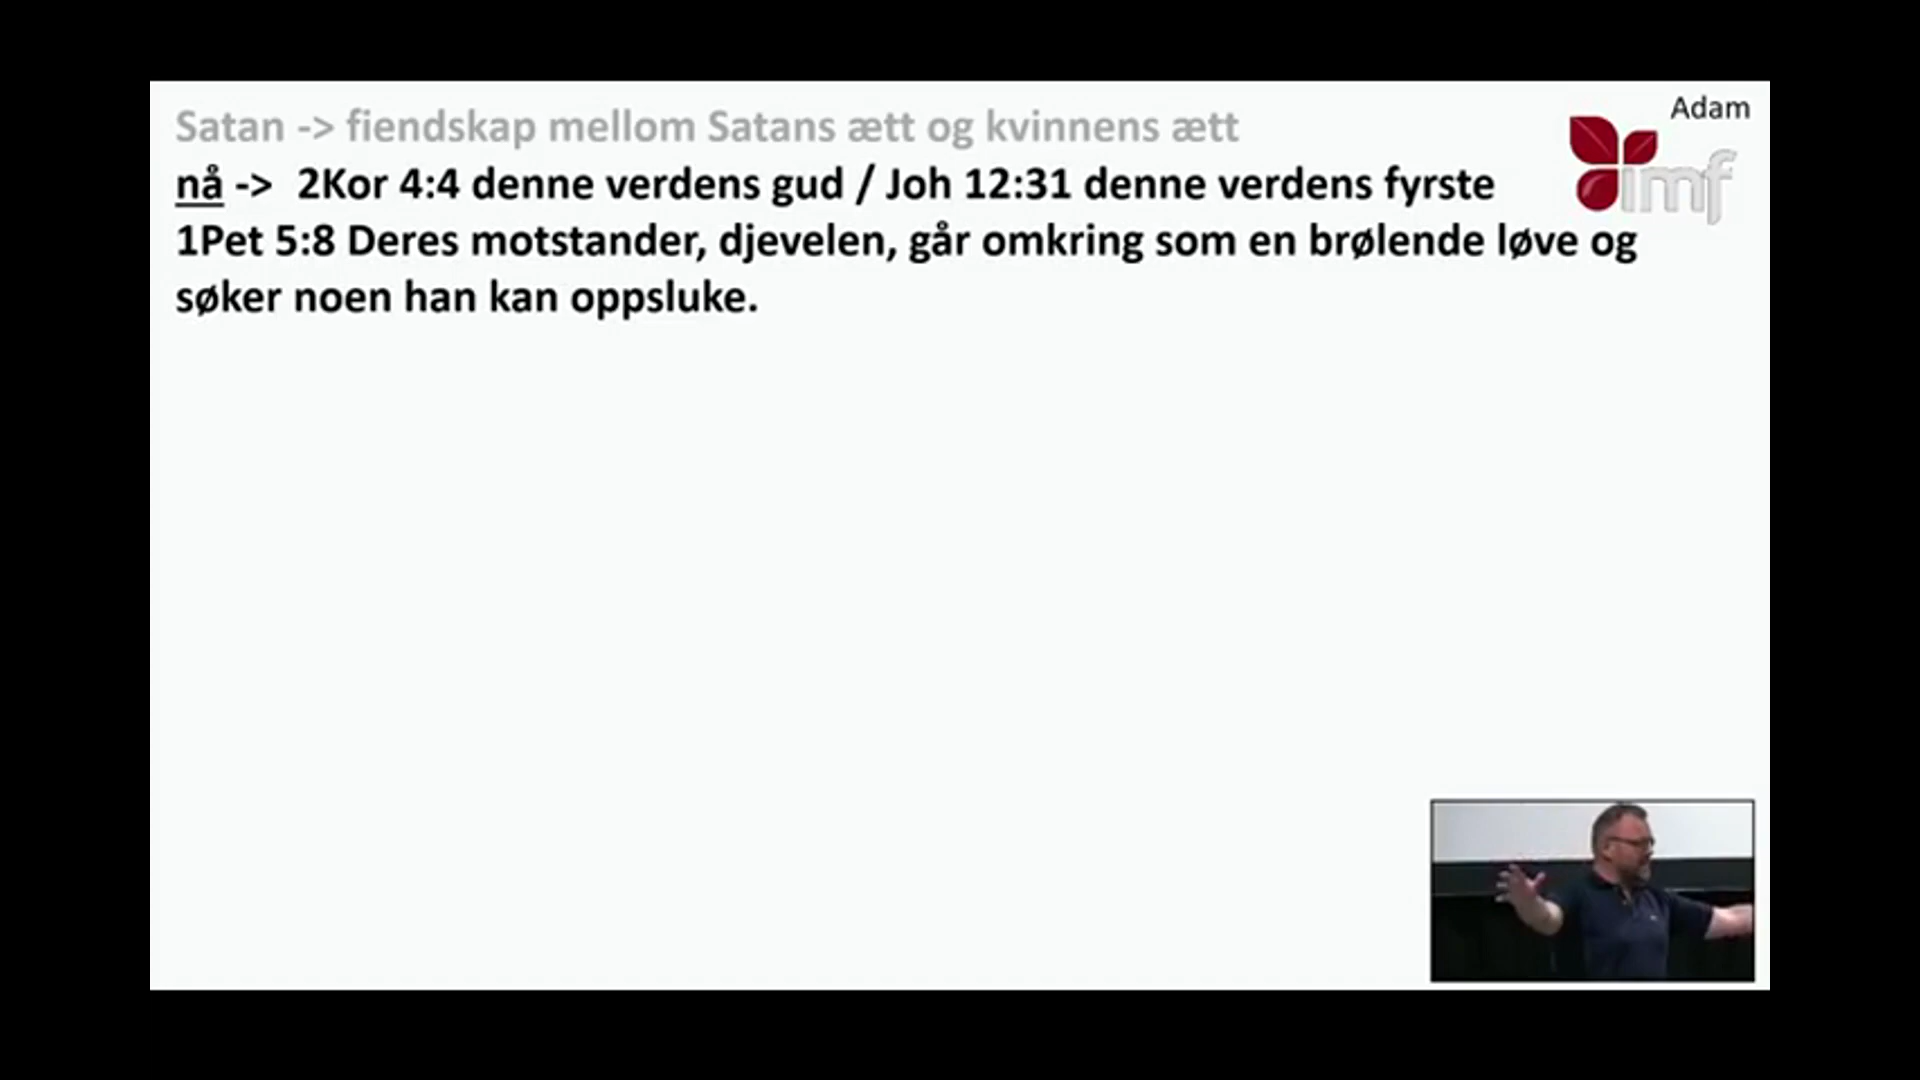 Adam
Satan -> fiendskap mellom Satans ætt og kvinnens ætt
nå -> 2Kor 4:4 denne verdens gud / Joh 12:31 denne verdens fyrste
1Pet 5:8 Deres motstander, djevelen, går omkring som en brølende løve og
søker noen han kan oppsluke.
imf